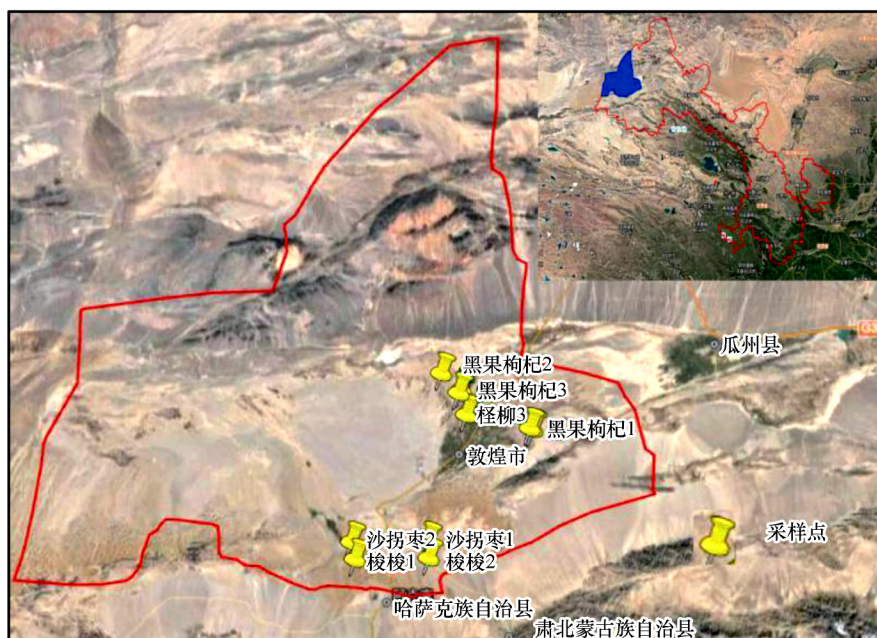 瓜州县
G3
黑果枸杞2
黑果枸杞3
柽柳3
黑果枸杞1
敦煌市
采样点
沙拐枣2
沙拐枣1
梭梭1
梭梭2
哈萨克族自治县
肃北蒙古族自治县